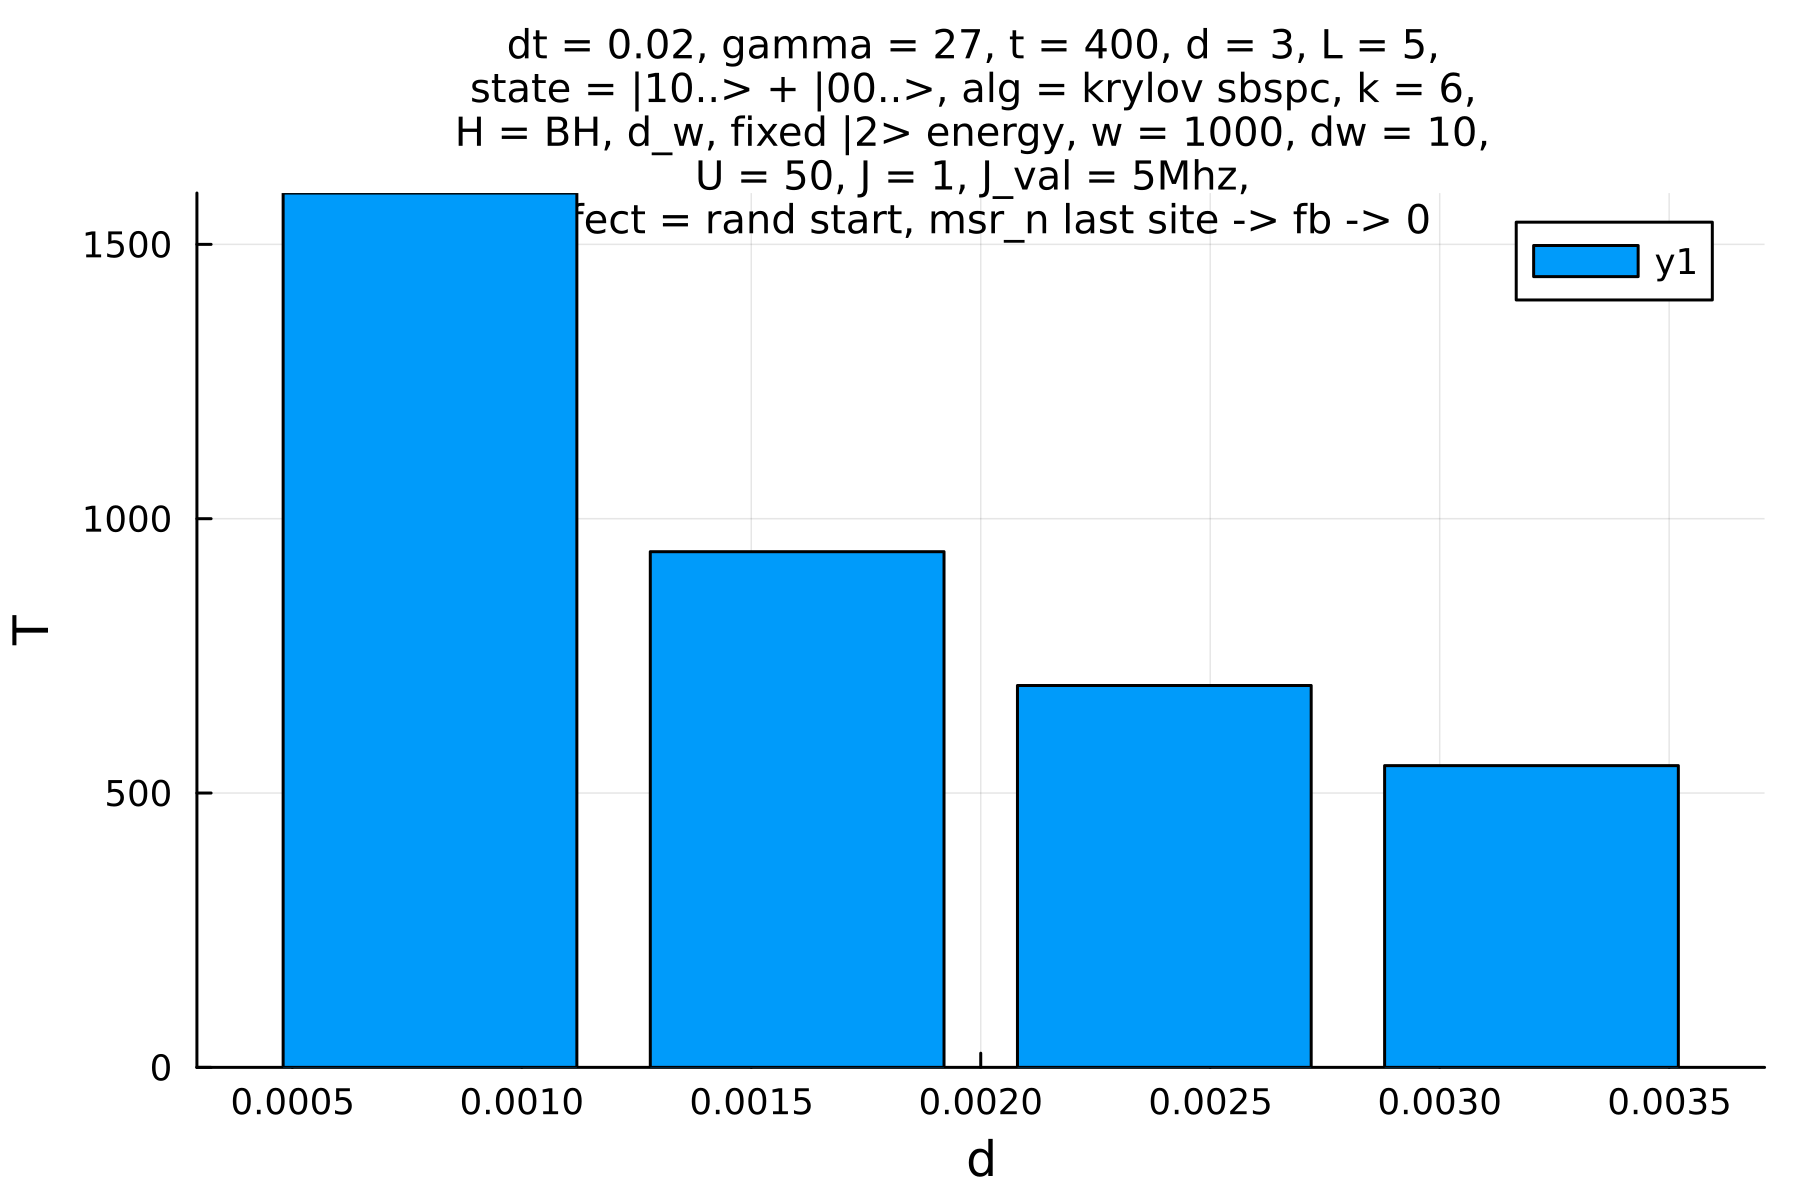 dt = 0.02, gamma = 27, t = 400, d = 3, L = 5,
state = |10..> + |00..>, alg = krylov sbspc, k = 6,
H = BH, d_w, fixed |2> energy, w = 1000, dw = 10,
U = 50, J = 1, J_val = 5Mhz,
fect = rand start, msr_n last site -> fb -> 0
y1
1500
1000
500
0
T
0.0005 0.0010 0.0015 0.0020 0.0025 0.0030 0.0035
d